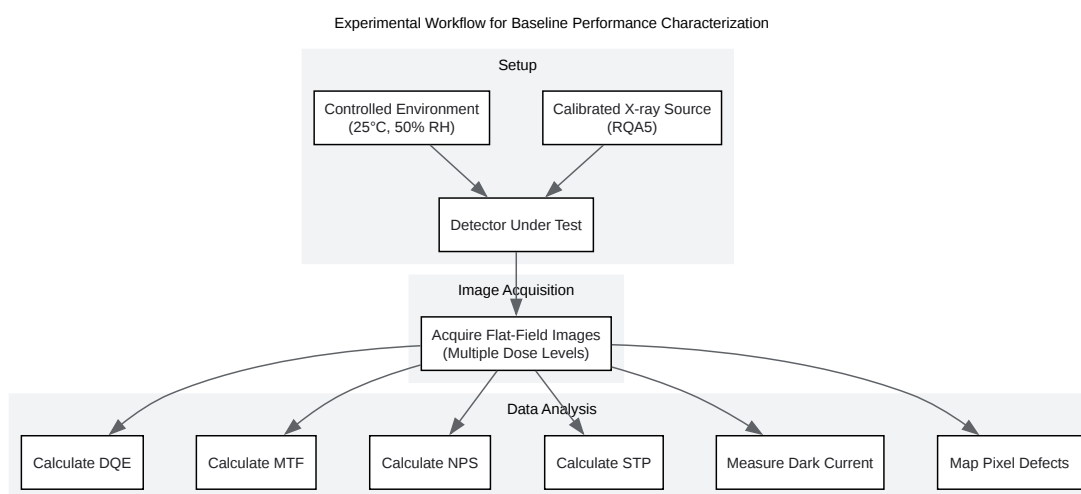 Experimental Workflow for Baseline Performance Characterization
Setup
Controlled Environment
(25°C, 50% RH)
Calibrated X-ray Source
(RQA5)
Detector Under Test
Image Acquisition
Acquire Flat-Field Images
(Multiple Dose Levels)
Data Analysis
Calculate DQE
Calculate MTF
Calculate NPS
Calculate STP
Measure Dark Current
Map Pixel Defects